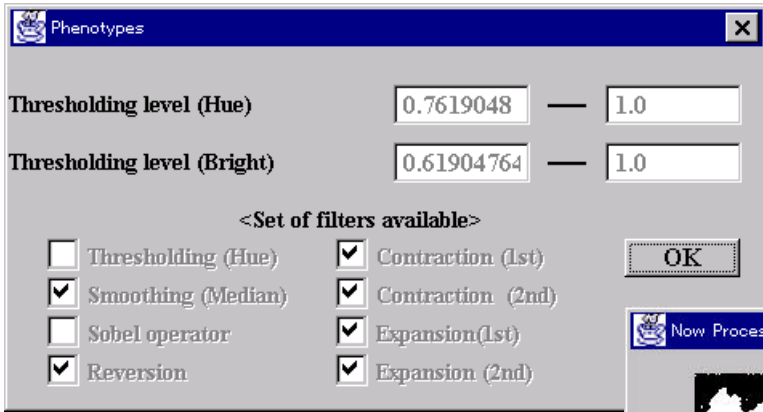 Phenotypes
Thresholding level (Hue) 0.7619048 — 1.0
Thresholding level (Bright) 0.61904764 — 1.0
<Set of filters available>
Thresholding (Hue) Contraction (1st) OK
Smoothing (Median) Contraction (2nd)
Sobel operator Expansion(1st)
Now Proces
Reversion Expansion (2nd)